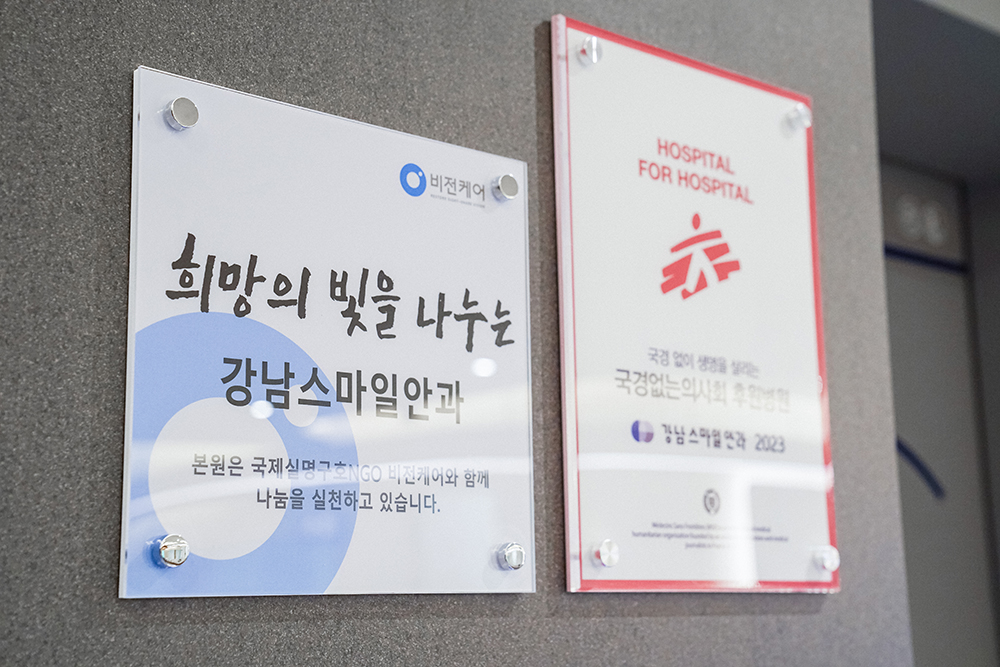 비전케어
희망의 빛을 나누는
강남스마일안과
본원은 국제실명구호NGO 비전케어와 함께
나눔을 실천하고 있습니다.
HOSPITAL
FOR HOSPITAL
국경 없이 생명을 살리는
국경없는의사회 후원병원
강남스마일안과 2023